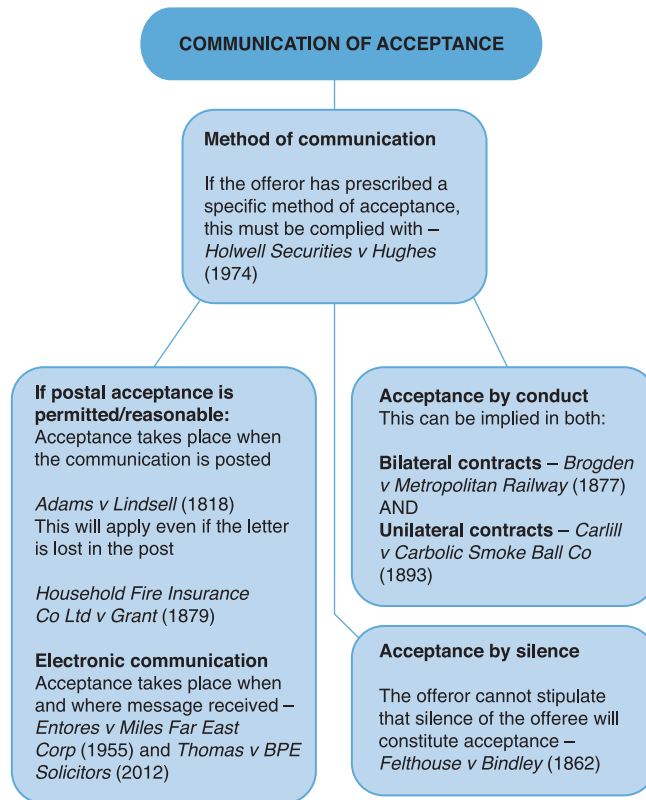 COMMUNICATION OF ACCEPTANCE
Method of communication
If the offeror has prescribed a
specific method of acceptance,
this must be complied with –
Holwell Securities v Hughes
(1974)
If postal acceptance is
permitted/reasonable:
Acceptance takes place when
the communication is posted
Adams v Lindsell (1818)
This will apply even if the letter
is lost in the post
Household Fire Insurance
Co Ltd v Grant (1879)
Electronic communication
Acceptance takes place when
and where message received –
Entores v Miles Far East
Corp (1955) and Thomas v BPE
Solicitors (2012)
Acceptance by conduct
This can be implied in both:
Bilateral contracts – Brogden
v Metropolitan Railway (1877)
AND
Unilateral contracts – Carlill
v Carbolic Smoke Ball Co
(1893)
Acceptance by silence
The offeror cannot stipulate
that silence of the offeree will
constitute acceptance –
Felthouse v Bindley (1862)